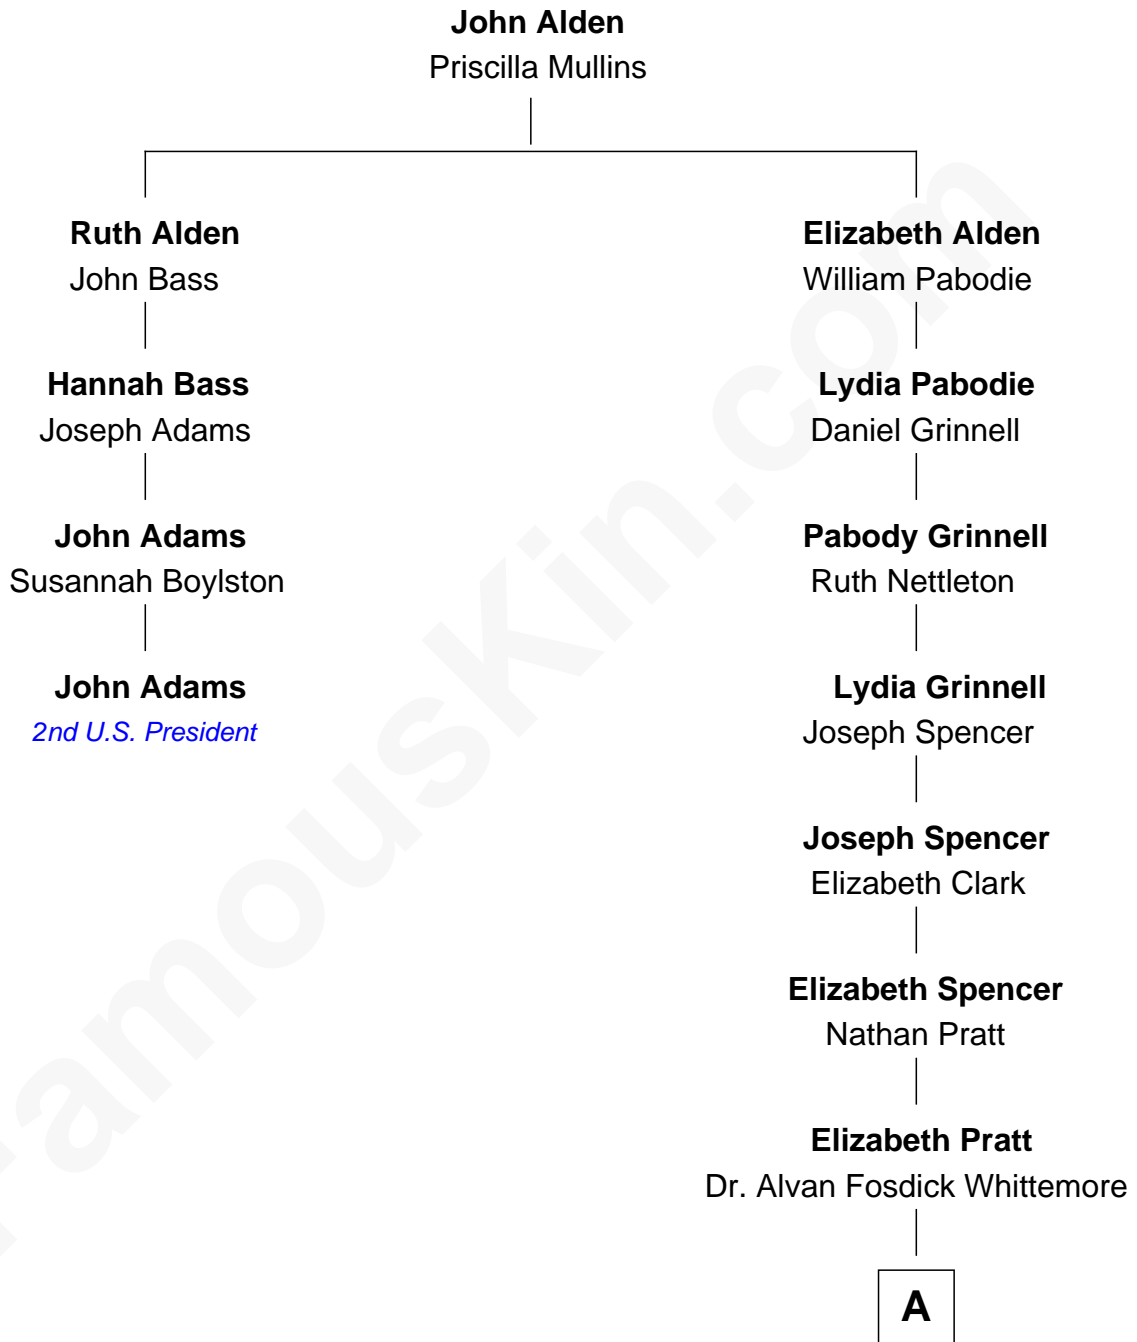 John Alden
Priscilla Mullins
Ruth Alden
John Bass
Hannah Bass
Joseph Adams
John Adams
Susannah Boylston
John Adams
2nd U.S. President
Elizabeth Alden
William Pabodie
Lydia Pabodie
Daniel Grinnell
Pabody Grinnell
Ruth Nettleton
Lydia Grinnell
Joseph Spencer
Joseph Spencer
Elizabeth Clark
Elizabeth Spencer
Nathan Pratt
Elizabeth Pratt
Dr. Alvan Fosdick Whittemore
A
FamousKin.com